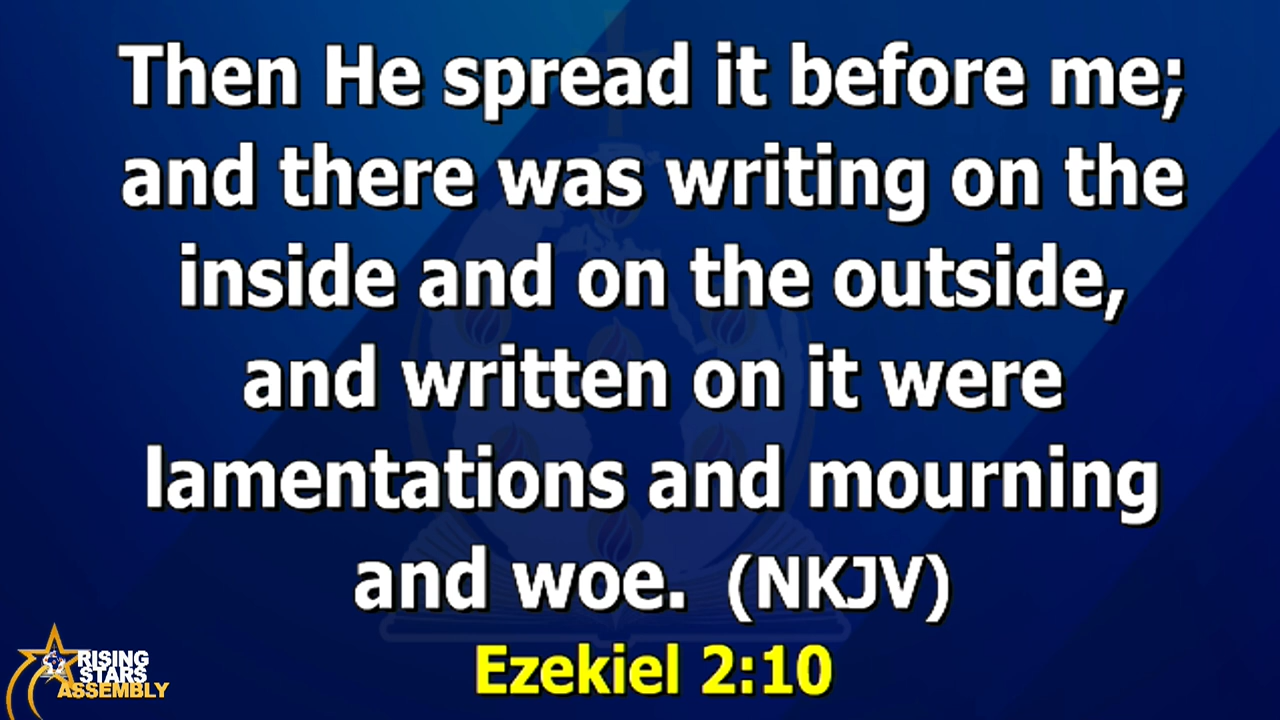 Then He spread it before me;
and there was writing on the
inside and on the outside,
and written on it were
lamentations and mourning
and woe. (NKJV)
Ezekiel 2:10
RISING
STARS
ASSEMBLY